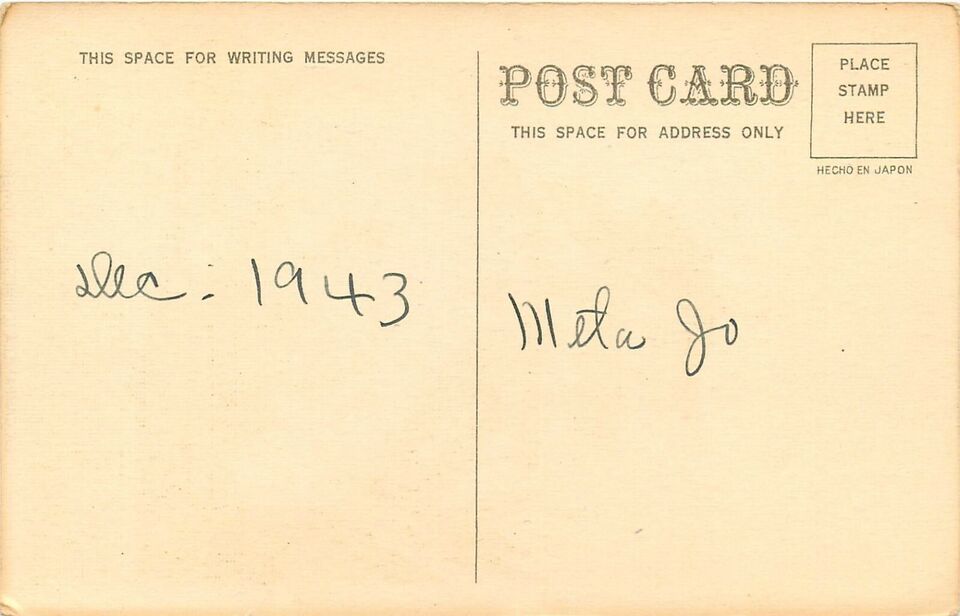 THIS SPACE FOR WRITING MESSAGES
Dec : 1943
POST CARD
THIS SPACE FOR ADDRESS ONLY
PLACE
STAMP
HERE
HECHO EN JAPON
Meta Jo